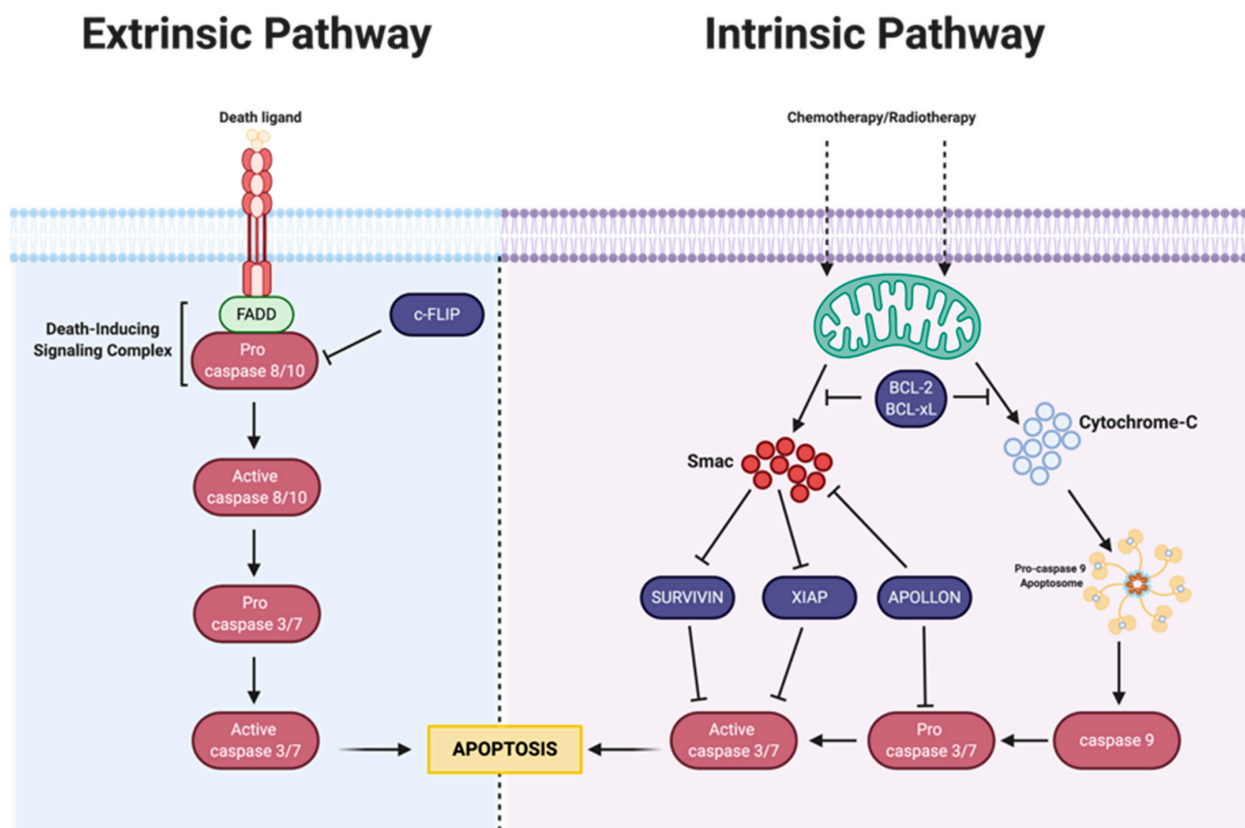 Extrinsic Pathway
Intrinsic Pathway
Death ligand
Chemotherapy/Radiotherapy
FADD
c-FLIP
Death-Inducing
Signaling Complex
Pro
caspase 8/10
BCL-2
BCL-xL
Cytochrome-C
Smac
Active
caspase 8/10
Pro-caspase 9
Apoptosome
SURVIVIN
XIAP
APOLLON
Pro
caspase 3/7
Active
caspase 3/7
APOPTOSIS
Active
caspase 3/7
Pro
caspase 3/7
caspase 9